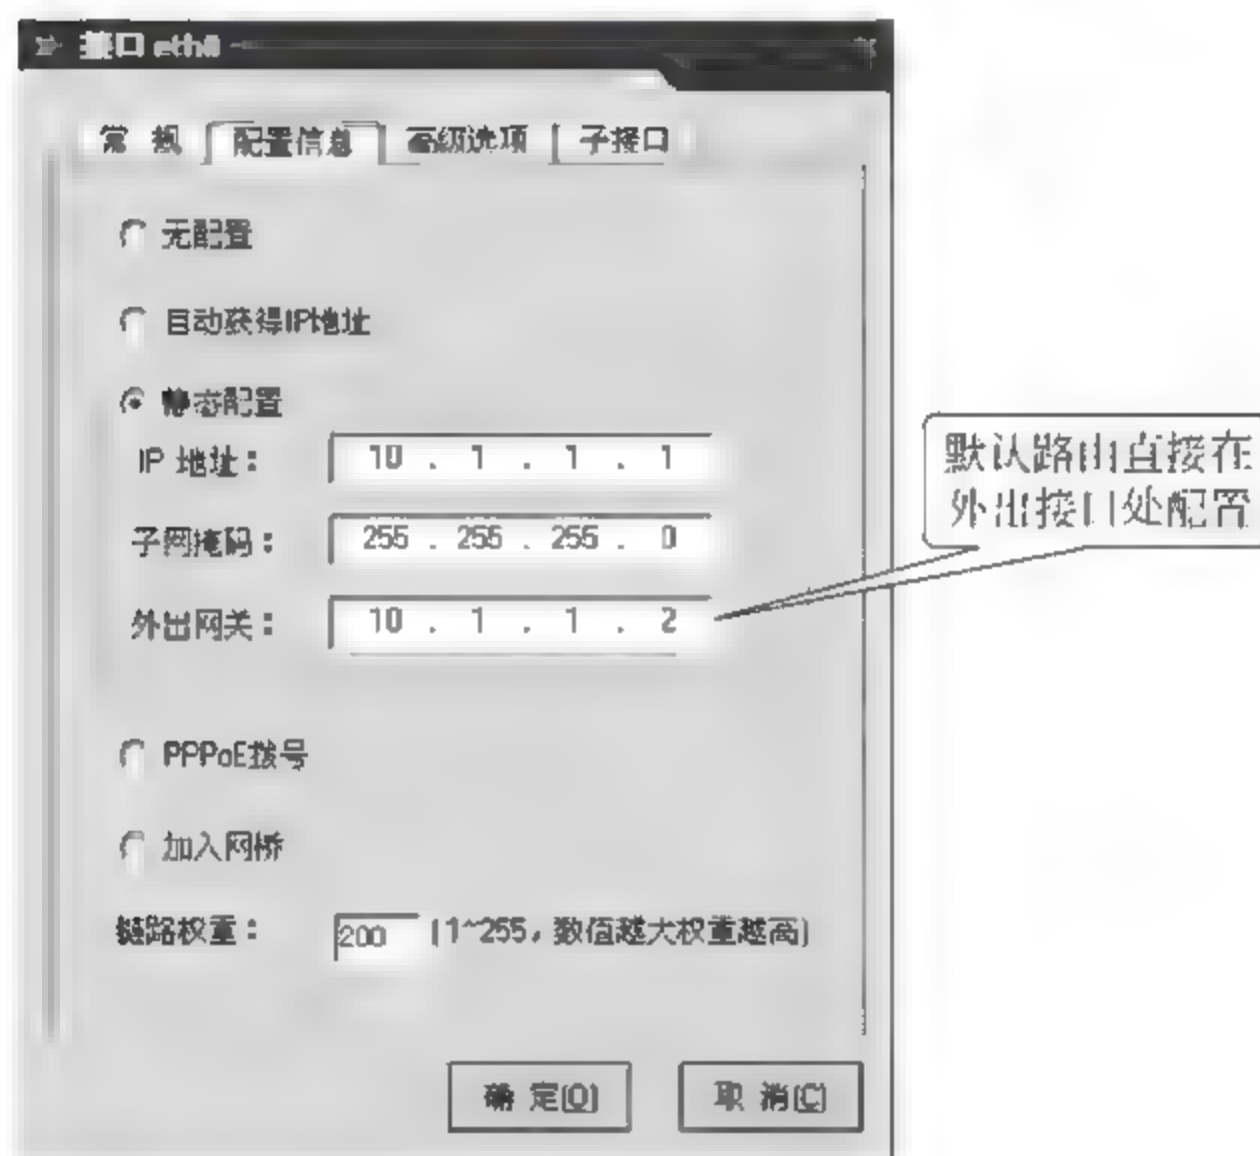 接口 eth0
常 规 配置信息 高级选项 子接口
无配置
自动获得IP地址
静态配置
IP 地址： 10 . 1 . 1 . 1
子网掩码： 255 . 255 . 255 . 0
外出网关： 10 . 1 . 1 . 2
默认路由直接在
外出接口处配置
PPPoE拨号
加入网桥
链路权重： 200 (1~255，数值越大权重越高)
确 定(O) 取 消(C)